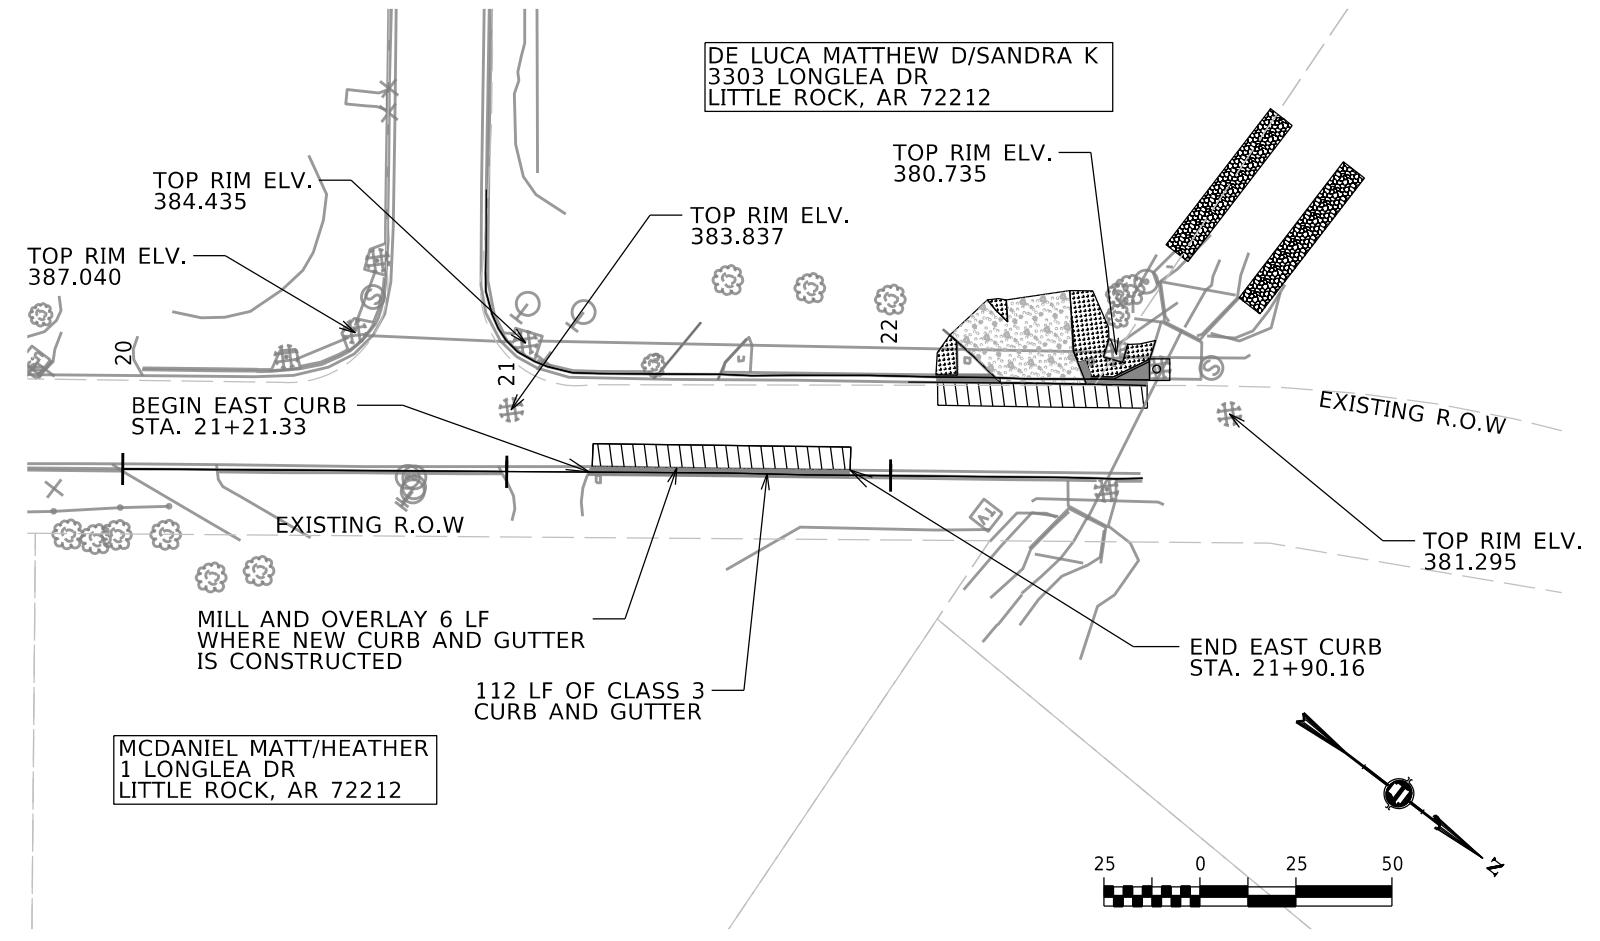 DE LUCA MATTHEW D/SANDRA K
3303 LONGLEA DR
LITTLE ROCK, AR 72212
TOP RIM ELV.
380.735
TOP RIM ELV.
384.435
TOP RIM ELV.
383.837
TOP RIM ELV.
387.040
S
S
20
21
22
BEGIN EAST CURB
STA. 21+21.33
EXISTING R.O.W
EXISTING R.O.W
TV
TOP RIM ELV.
381.295
MILL AND OVERLAY 6 LF
WHERE NEW CURB AND GUTTER
IS CONSTRUCTED
END EAST CURB
STA. 21+90.16
112 LF OF CLASS 3
CURB AND GUTTER
MCDANIEL MATT/HEATHER
1 LONGLEA DR
LITTLE ROCK, AR 72212
N
25 0 25 50